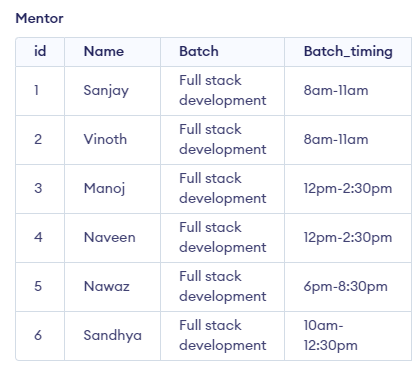 Mentor
id Name Batch Batch_timing
1 Sanjay Full stack development 8am-11am
2 Vinoth Full stack development 8am-11am
3 Manoj Full stack development 12pm-2:30pm
4 Naveen Full stack development 12pm-2:30pm
5 Nawaz Full stack development 6pm-8:30pm
6 Sandhya Full stack development 10am-12:30pm